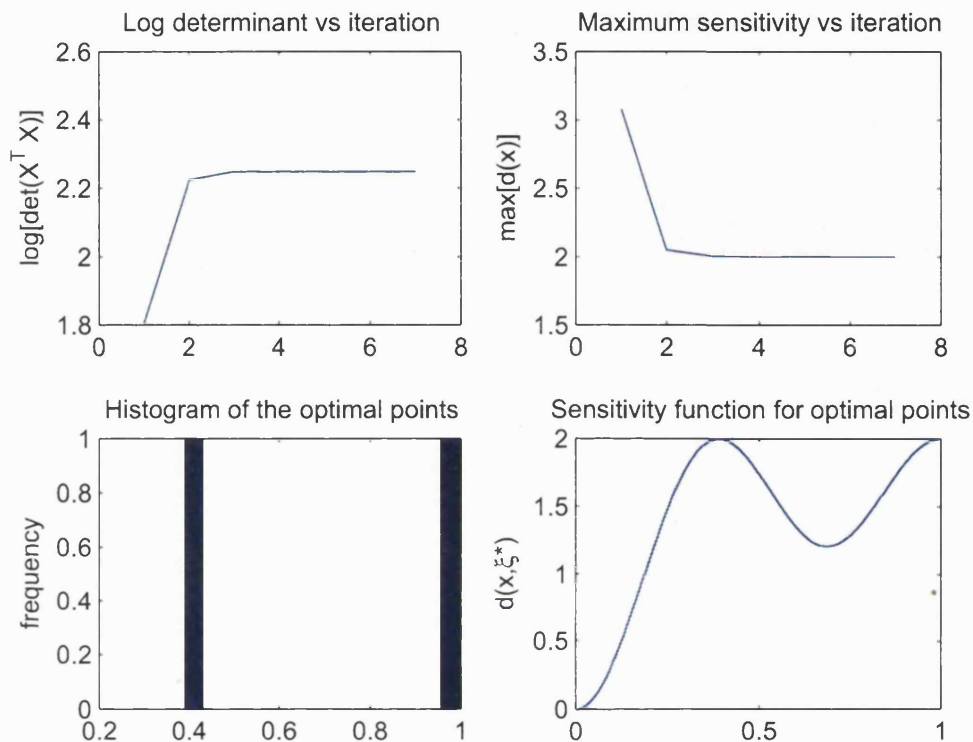 Log determinant vs iteration
2.6
2.4
2.2
2
1.8
log[det(X^T X)]
0 2 4 6 8
Maximum sensitivity vs iteration
3.5
3
2.5
2
1.5
max[d(x)]
0 2 4 6 8
Histogram of the optimal points
1
0.8
0.6
0.4
0.2
0
frequency
0.2 0.4 0.6 0.8 1
Sensitivity function for optimal points
2
1.5
1
0.5
0
d(x,ξ*)
0 0.5 1